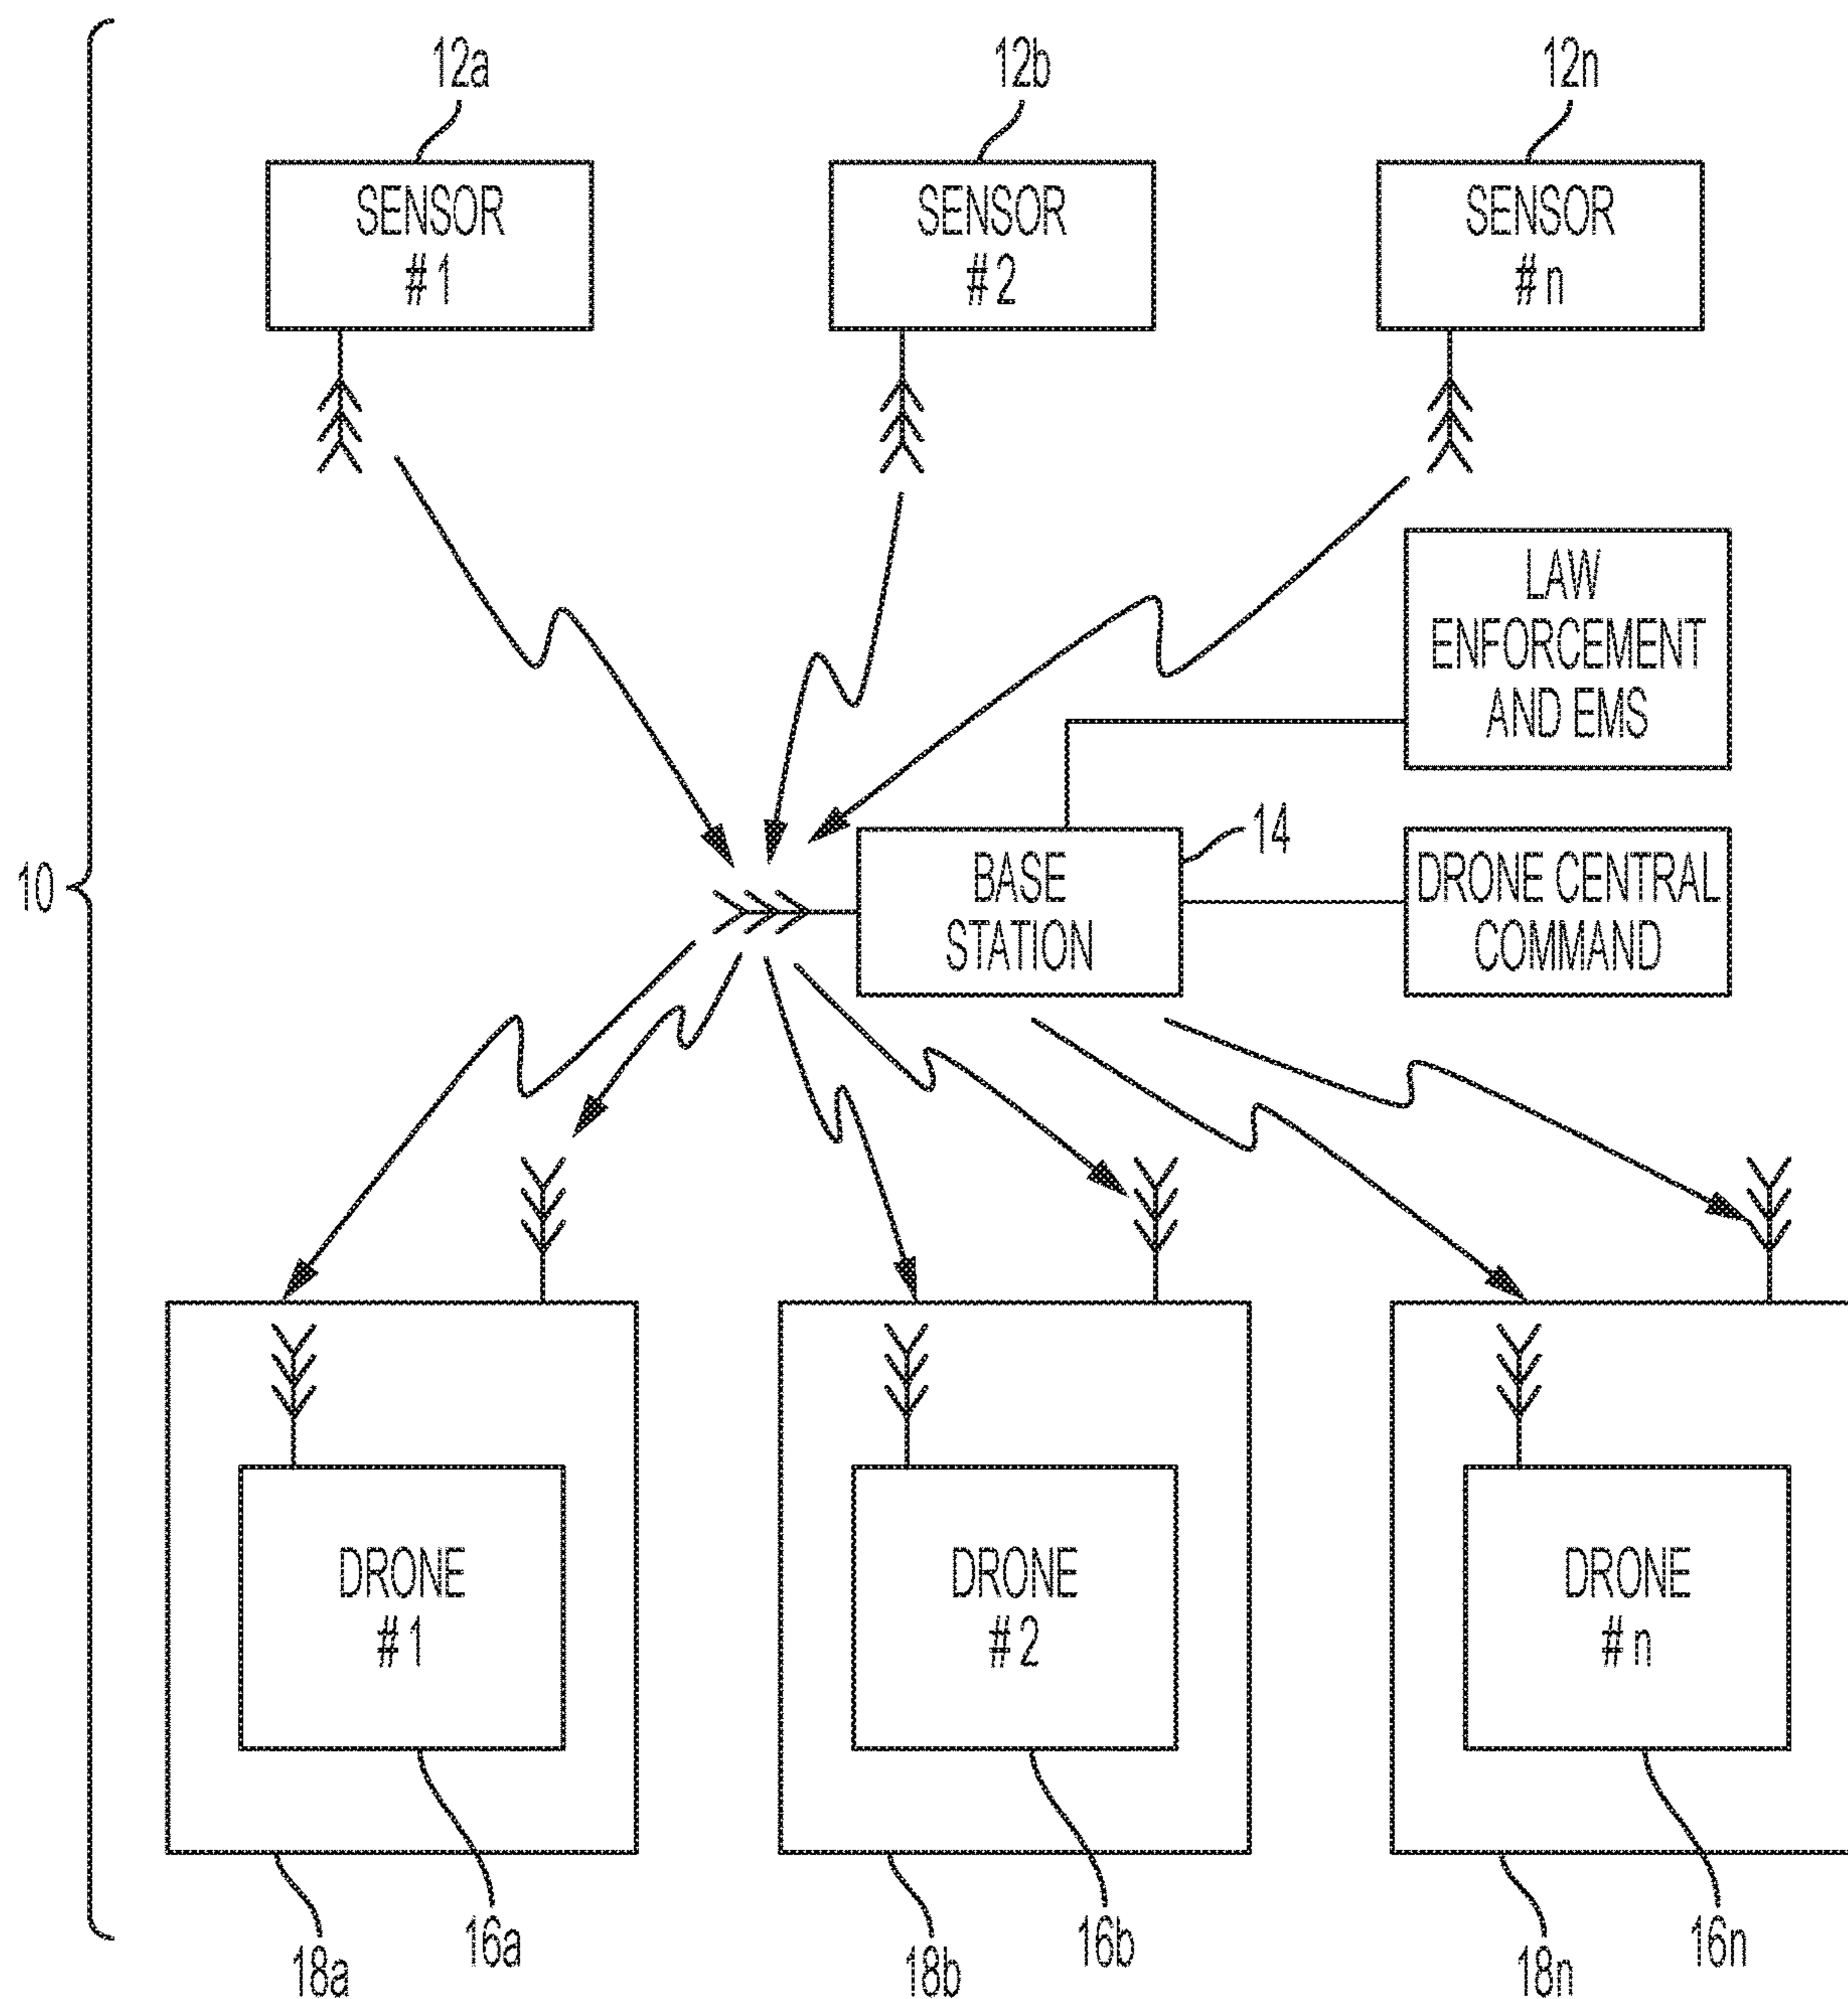 12a
12b
12n
SENSOR
#1
SENSOR
#2
SENSOR
#n
LAW
ENFORCEMENT
AND EMS
10
14
BASE
STATION
DRONE CENTRAL
COMMAND
DRONE
#1
DRONE
#2
DRONE
#n
18a
16a
18b
16b
18n
16n